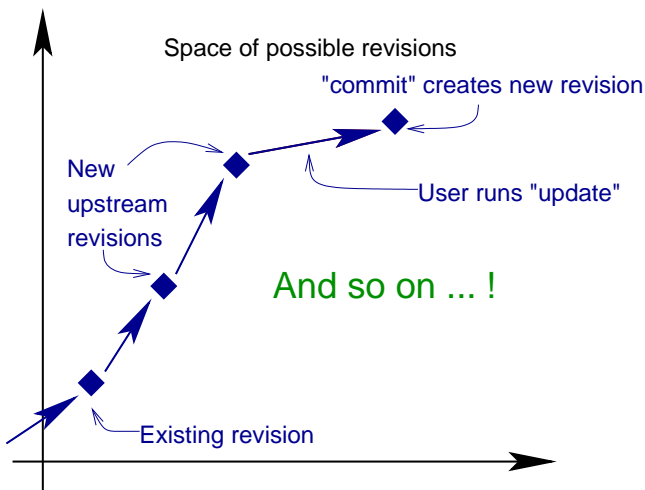 Space of possible revisions
"commit" creates new revision
New
upstream
revisions
User runs "update"
And so on ... !
Existing revision